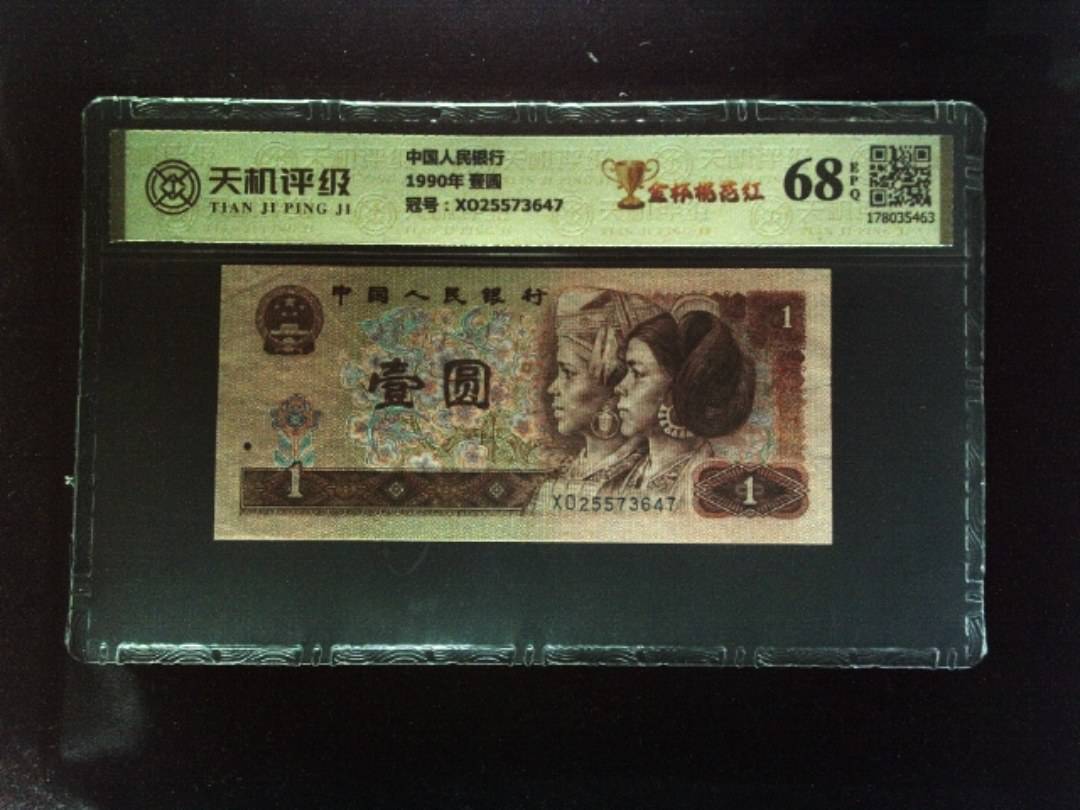 天机评级
TIAN JI PING JI
中国人民银行
1990年 壹圆
冠号：XO25573647
金杯桃花红
68
EPQ
178035463
中国人民银行
1
壹圆
1
XO25573647
1